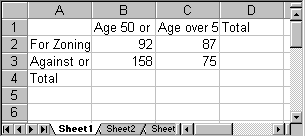 A B C D
1 Age 50 or Age over 5 Total
2 For Zoning 92 87
3 Against or 158 75
4 Total
5
6
Sheet1 Sheet2 Sheet